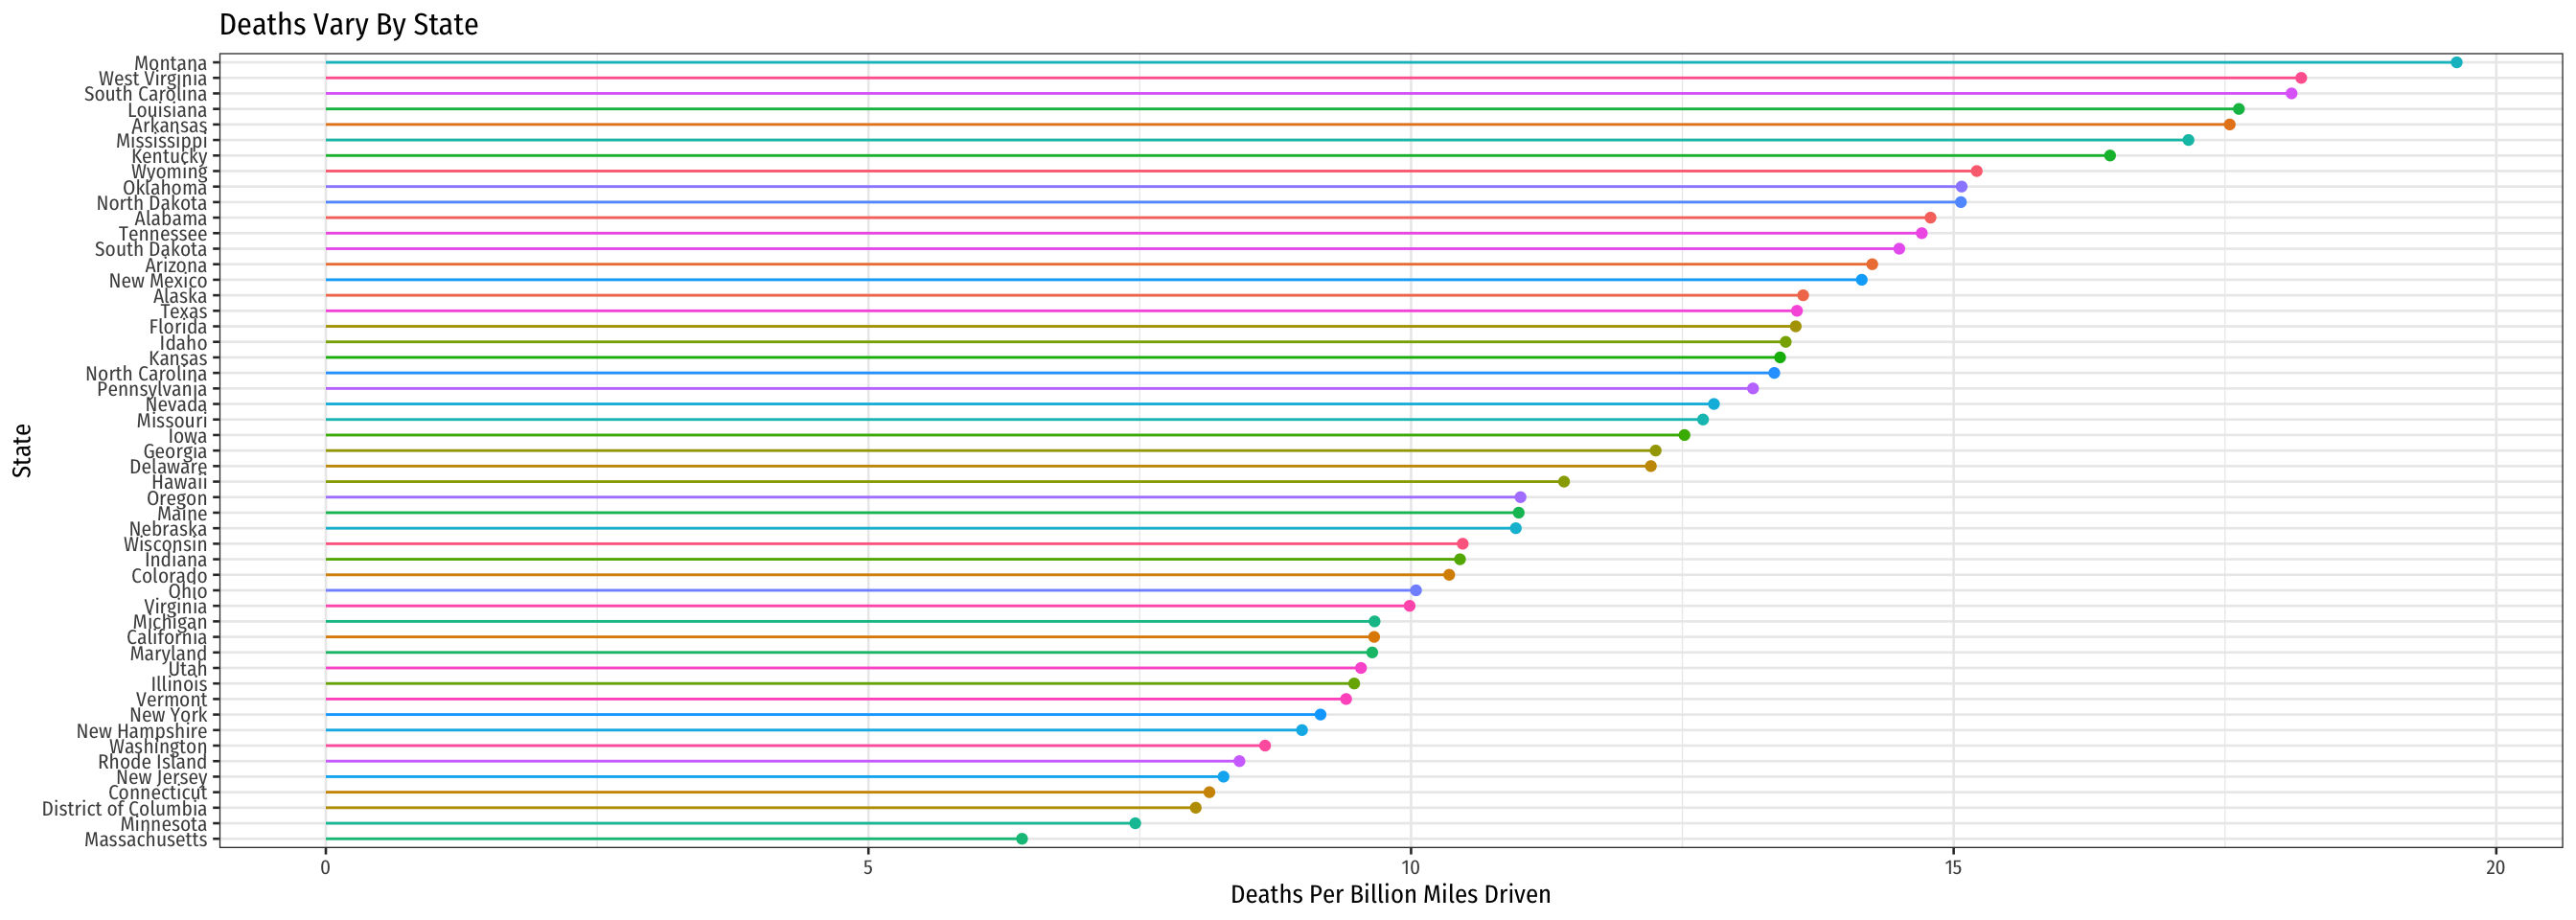 Deaths Vary By State
Montana
West Virginia
South Carolina
Louisiana
Arkansas
Mississippi
Kentucky
Wyoming
Oklahoma
North Dakota
Alabama
Tennessee
South Dakota
Arizona
New Mexico
Alaska
Texas
Florida
Idaho
Kansas
North Carolina
Pennsylvania
Nevada
Missouri
Iowa
Georgia
Delaware
Hawaii
Oregon
Maine
Nebraska
Wisconsin
Indiana
Colorado
Ohio
Virginia
Michigan
California
Maryland
Utah
Illinois
Vermont
New York
New Hampshire
Washington
Rhode Island
New Jersey
Connecticut
District of Columbia
Minnesota
Massachusetts
State
0 5 10 15 20
Deaths Per Billion Miles Driven